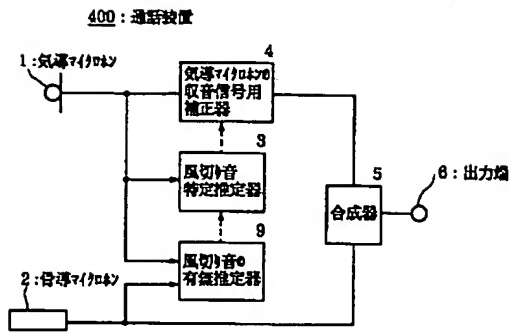 400：通話装置
1：気導マイクロホン
4
気導マイクロホンの
収音信号用
補正器
3
風切り音
特定推定器
5
合成器
6：出力端
9
風切り音の
有無推定器
2：骨導マイクロホン